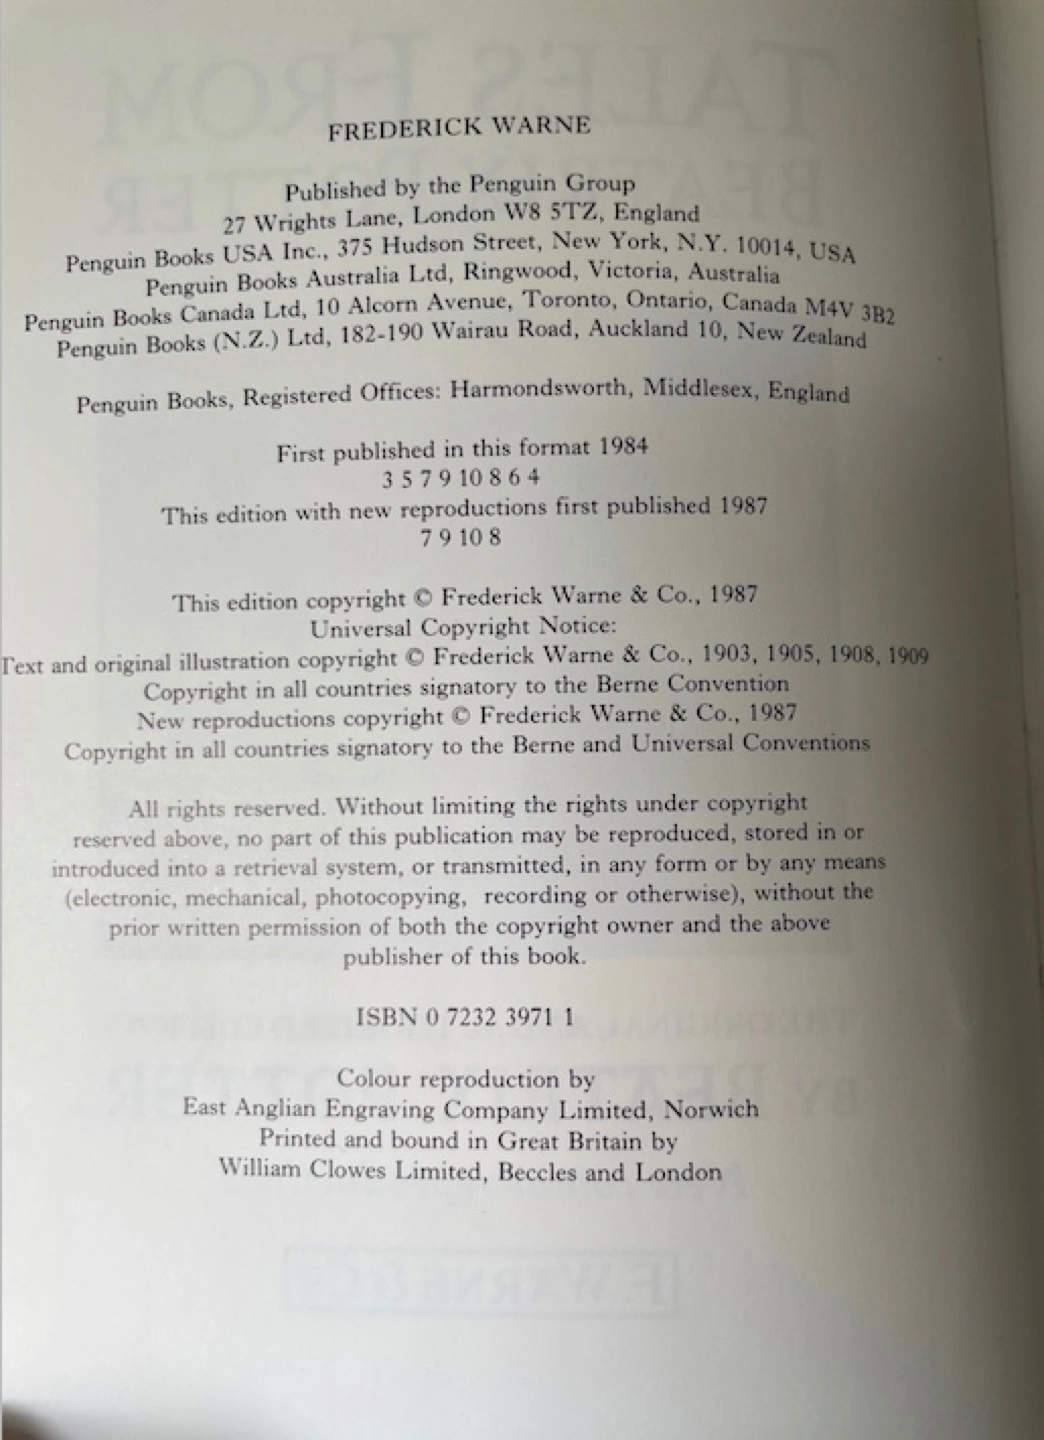 FREDERICK WARNE
Published by the Penguin Group
27 Wrights Lane, London W8 5TZ, England
Penguin Books USA Inc., 375 Hudson Street, New York, N.Y. 10014, USA
Penguin Books Australia Ltd, Ringwood, Victoria, Australia
Penguin Books Canada Ltd, 10 Alcorn Avenue, Toronto, Ontario, Canada M4V 3B2
Penguin Books (N.Z.) Ltd, 182-190 Wairau Road, Auckland 10, New Zealand
Penguin Books, Registered Offices: Harmondsworth, Middlesex, England
First published in this format 1984
3 5 7 9 10 8 6 4
This edition with new reproductions first published 1987
7 9 10 8
This edition copyright © Frederick Warne & Co., 1987
Universal Copyright Notice:
Text and original illustration copyright © Frederick Warne & Co., 1903, 1905, 1908, 1909
Copyright in all countries signatory to the Berne Convention
New reproductions copyright © Frederick Warne & Co., 1987
Copyright in all countries signatory to the Berne and Universal Conventions
All rights reserved. Without limiting the rights under copyright
reserved above, no part of this publication may be reproduced, stored in or
introduced into a retrieval system, or transmitted, in any form or by any means
(electronic, mechanical, photocopying, recording or otherwise), without the
prior written permission of both the copyright owner and the above
publisher of this book.
ISBN 0 7232 3971 1
Colour reproduction by
East Anglian Engraving Company Limited, Norwich
Printed and bound in Great Britain by
William Clowes Limited, Beccles and London